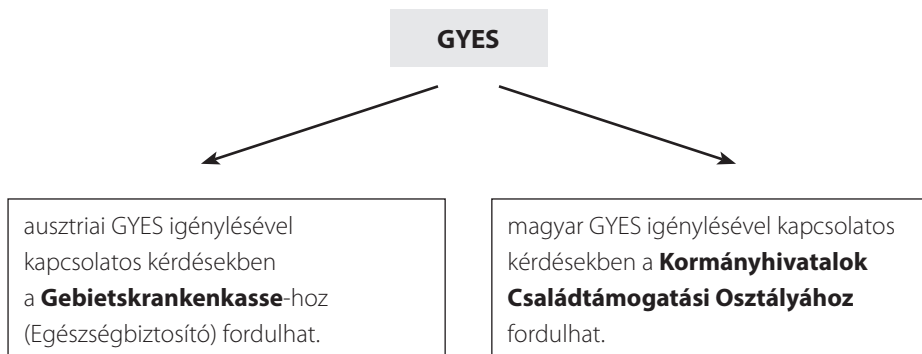 GYES
ausztriai GYES igénylésével
kapcsolatos kérdésekben
a Gebietskrankenkasse-hoz
(Egészségbiztosító) fordulhat.
magyar GYES igénylésével kapcsolatos
kérdésekben a Kormányhivatalok
Családtámogatási Osztályához
fordulhat.